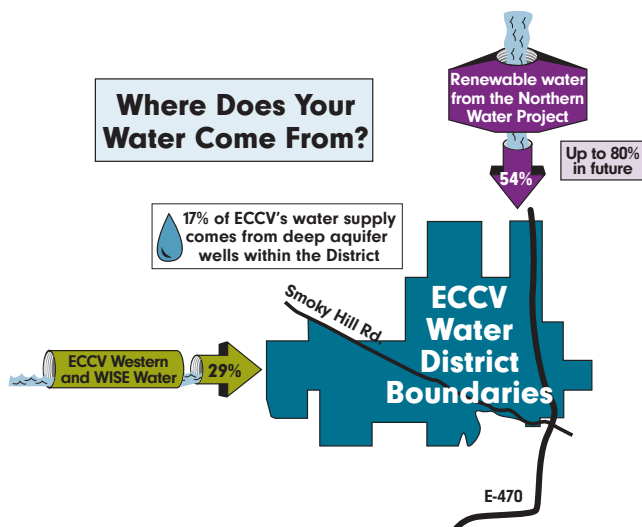 Where Does Your
Water Come From?
Renewable water
from the Northern
Water Project
54%
Up to 80%
in future
17% of ECCV's water supply
comes from deep aquifer
wells within the District
Smoky Hill Rd.
ECCV
Water
District
Boundaries
ECCV Western
and WISE Water
29%
E-470